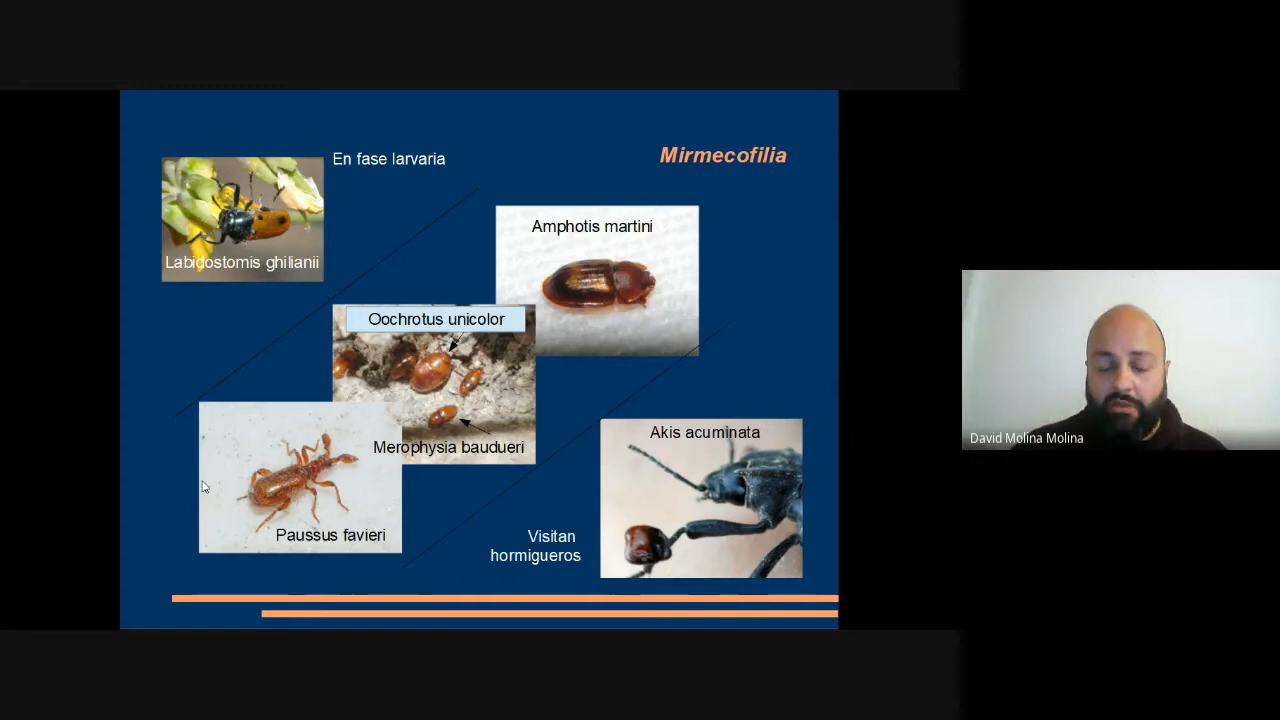 En fase larvaria
Mirmecofilia
Labidostomis ghilianii
Amphotis martini
Oochrotus unicolor
Merophysia baudueri
Paussus favieri
Akis acuminata
Visitan
hormigueros
David Molina Molina